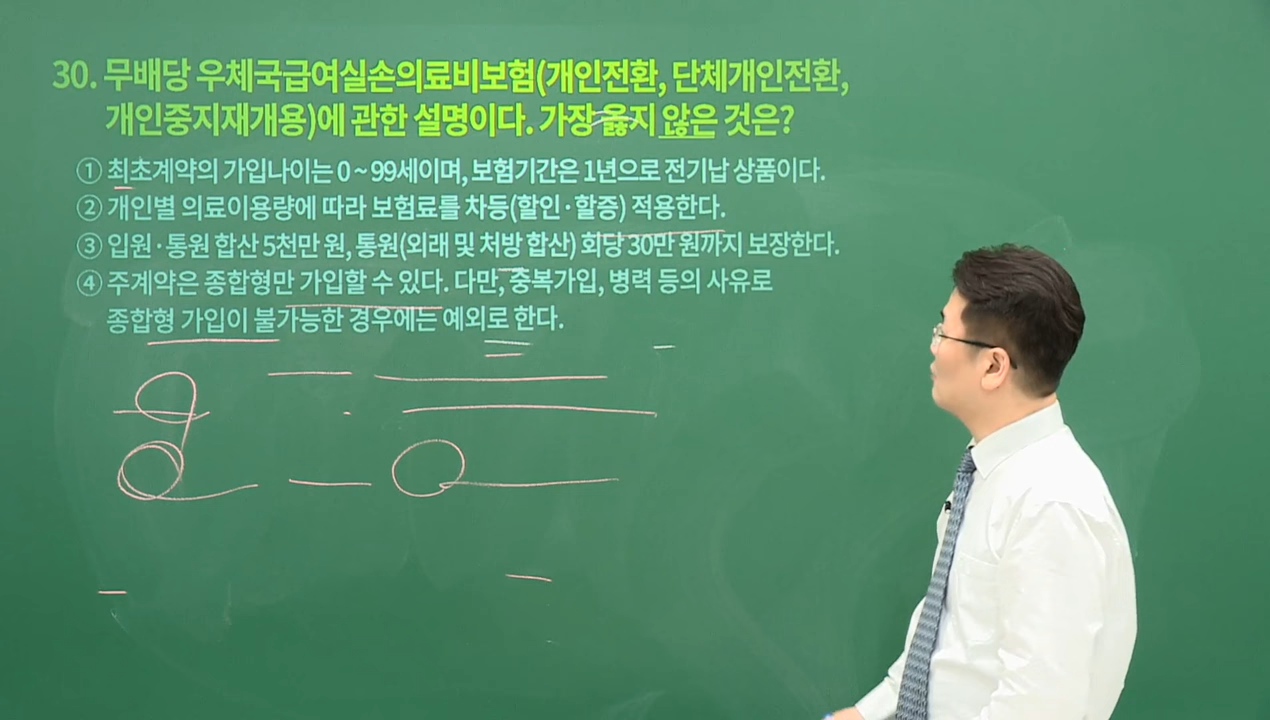 30. 무배당 우체국급여실손의료비보험(개인전환, 단체개인전환,
개인중지재개용)에 관한 설명이다. 가장 옳지 않은 것은?
① 최초계약의 가입나이는 0 ~ 99세이며, 보험기간은 1년으로 전기납 상품이다.
② 개인별 의료이용량에 따라 보험료를 차등(할인·할증) 적용한다.
③ 입원·통원 합산 5천만 원, 통원(외래 및 처방 합산) 회당 30만 원까지 보장한다.
④ 주계약은 종합형만 가입할 수 있다. 다만, 중복가입, 병력 등의 사유로
종합형 가입이 불가능한 경우에는 예외로 한다.